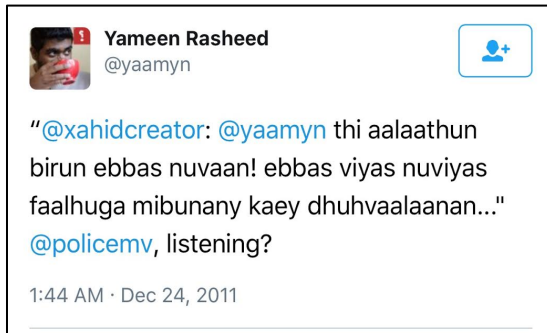 Yameen Rasheed
@yaamyn
“@xahidcreator: @yaamyn thi aalaathun
birun ebbas nuvaan! ebbas viyas nuviyas
faalhuga mibunany kaey dhuhvaalaanan..."
@policemv, listening?
1:44 AM · Dec 24, 2011